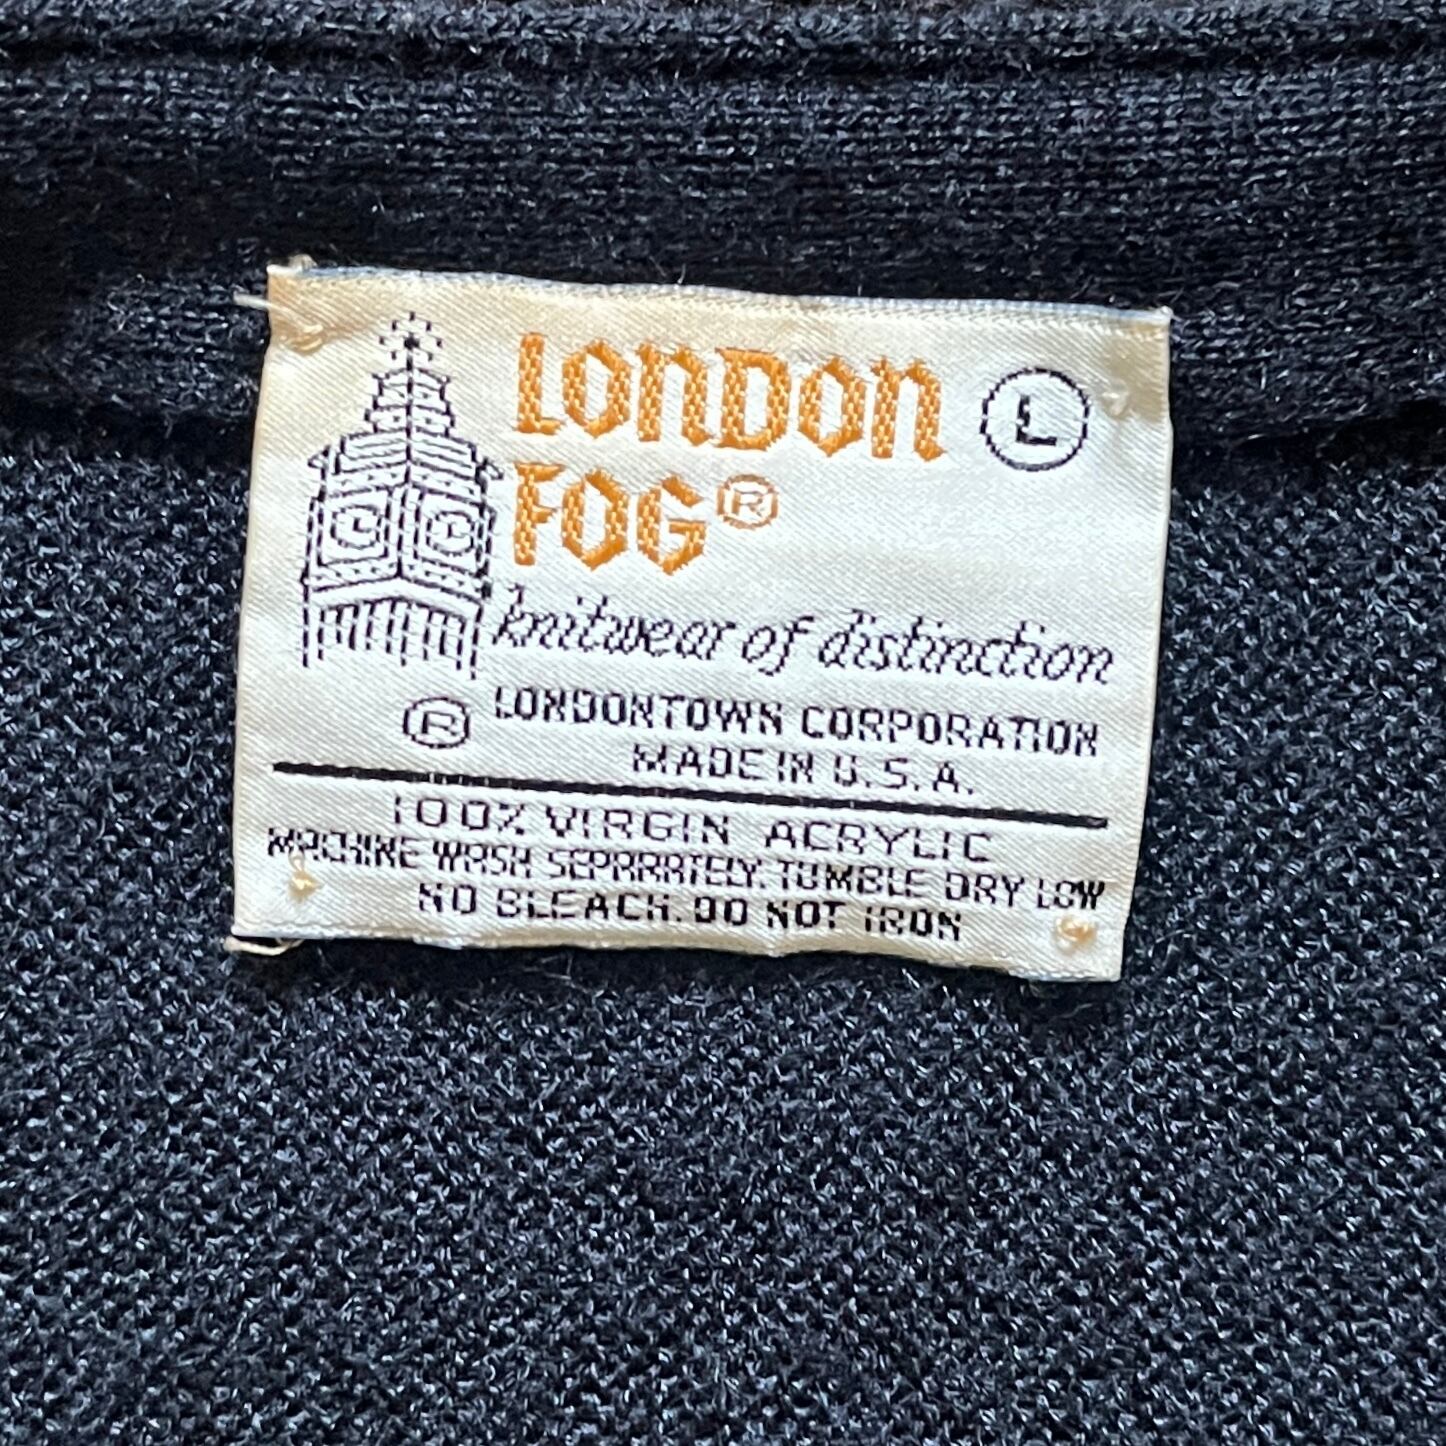 LONDON L
FOG®
knitwear of distinction
® LONDONTOWN CORPORATION
MADE IN U.S.A.
100% VIRGIN ACRYLIC
MACHINE WASH SEPARATELY. TUMBLE DRY LOW
NO BLEACH. DO NOT IRON